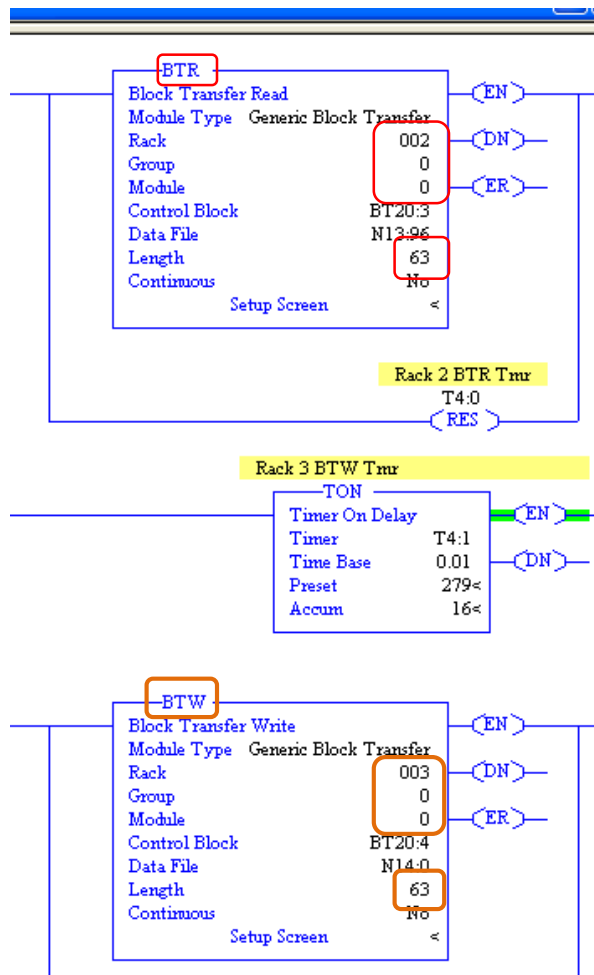 BTR
Block Transfer Read
EN
Module Type Generic Block Transfer
Rack 002
DN
Group 0
Module 0
ER
Control Block BT20:3
Data File N13:96
Length 63
Continuous No
Setup Screen <
Rack 2 BTR Tmr
T4:0
RES
Rack 3 BTW Tmr
TON
Timer On Delay
EN
Timer T4:1
Time Base 0.01
DN
Preset 279<
Accum 16<
BTW
Block Transfer Write
EN
Module Type Generic Block Transfer
Rack 003
DN
Group 0
Module 0
ER
Control Block BT20:4
Data File N14:0
Length 63
Continuous No
Setup Screen <